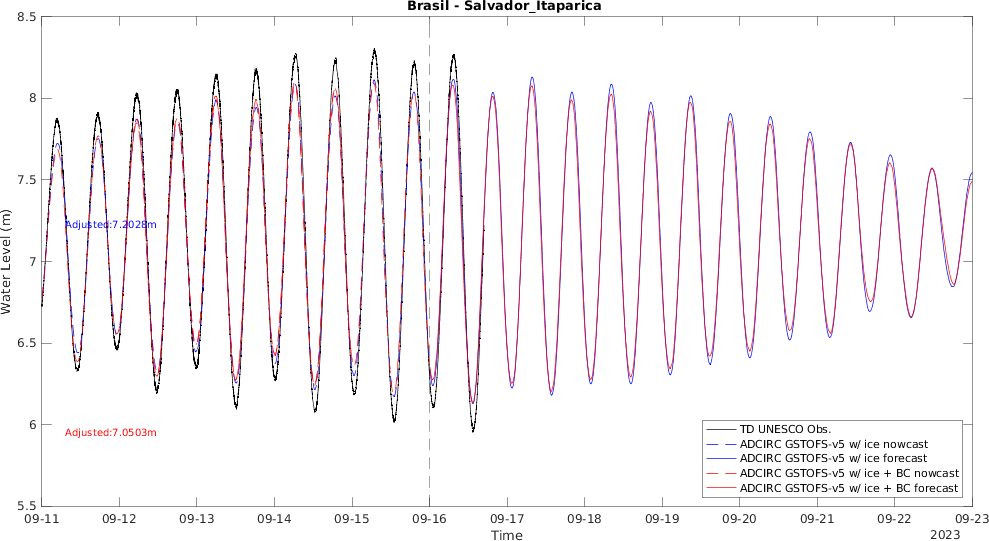 Brasil - Salvador_Itaparica
8.5
8
7.5
7
6.5
6
5.5
Water Level (m)
Adjusted:7.2028m
Adjusted:7.0503m
TD UNESCO Obs.
ADCIRC GSTOFS-v5 w/ ice nowcast
ADCIRC GSTOFS-v5 w/ ice forecast
ADCIRC GSTOFS-v5 w/ ice + BC nowcast
ADCIRC GSTOFS-v5 w/ ice + BC forecast
09-11 09-12 09-13 09-14 09-15 09-16 09-17 09-18 09-19 09-20 09-21 09-22 09-23
Time
2023